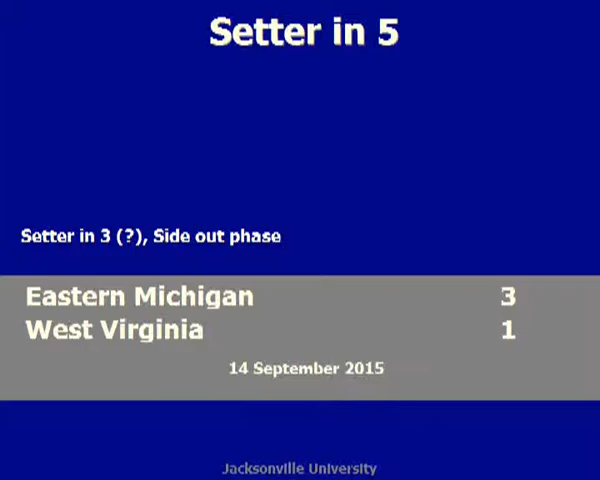 Setter in 5
Setter in 3 (?), Side out phase
Eastern Michigan 3
West Virginia 1
14 September 2015
Jacksonville University